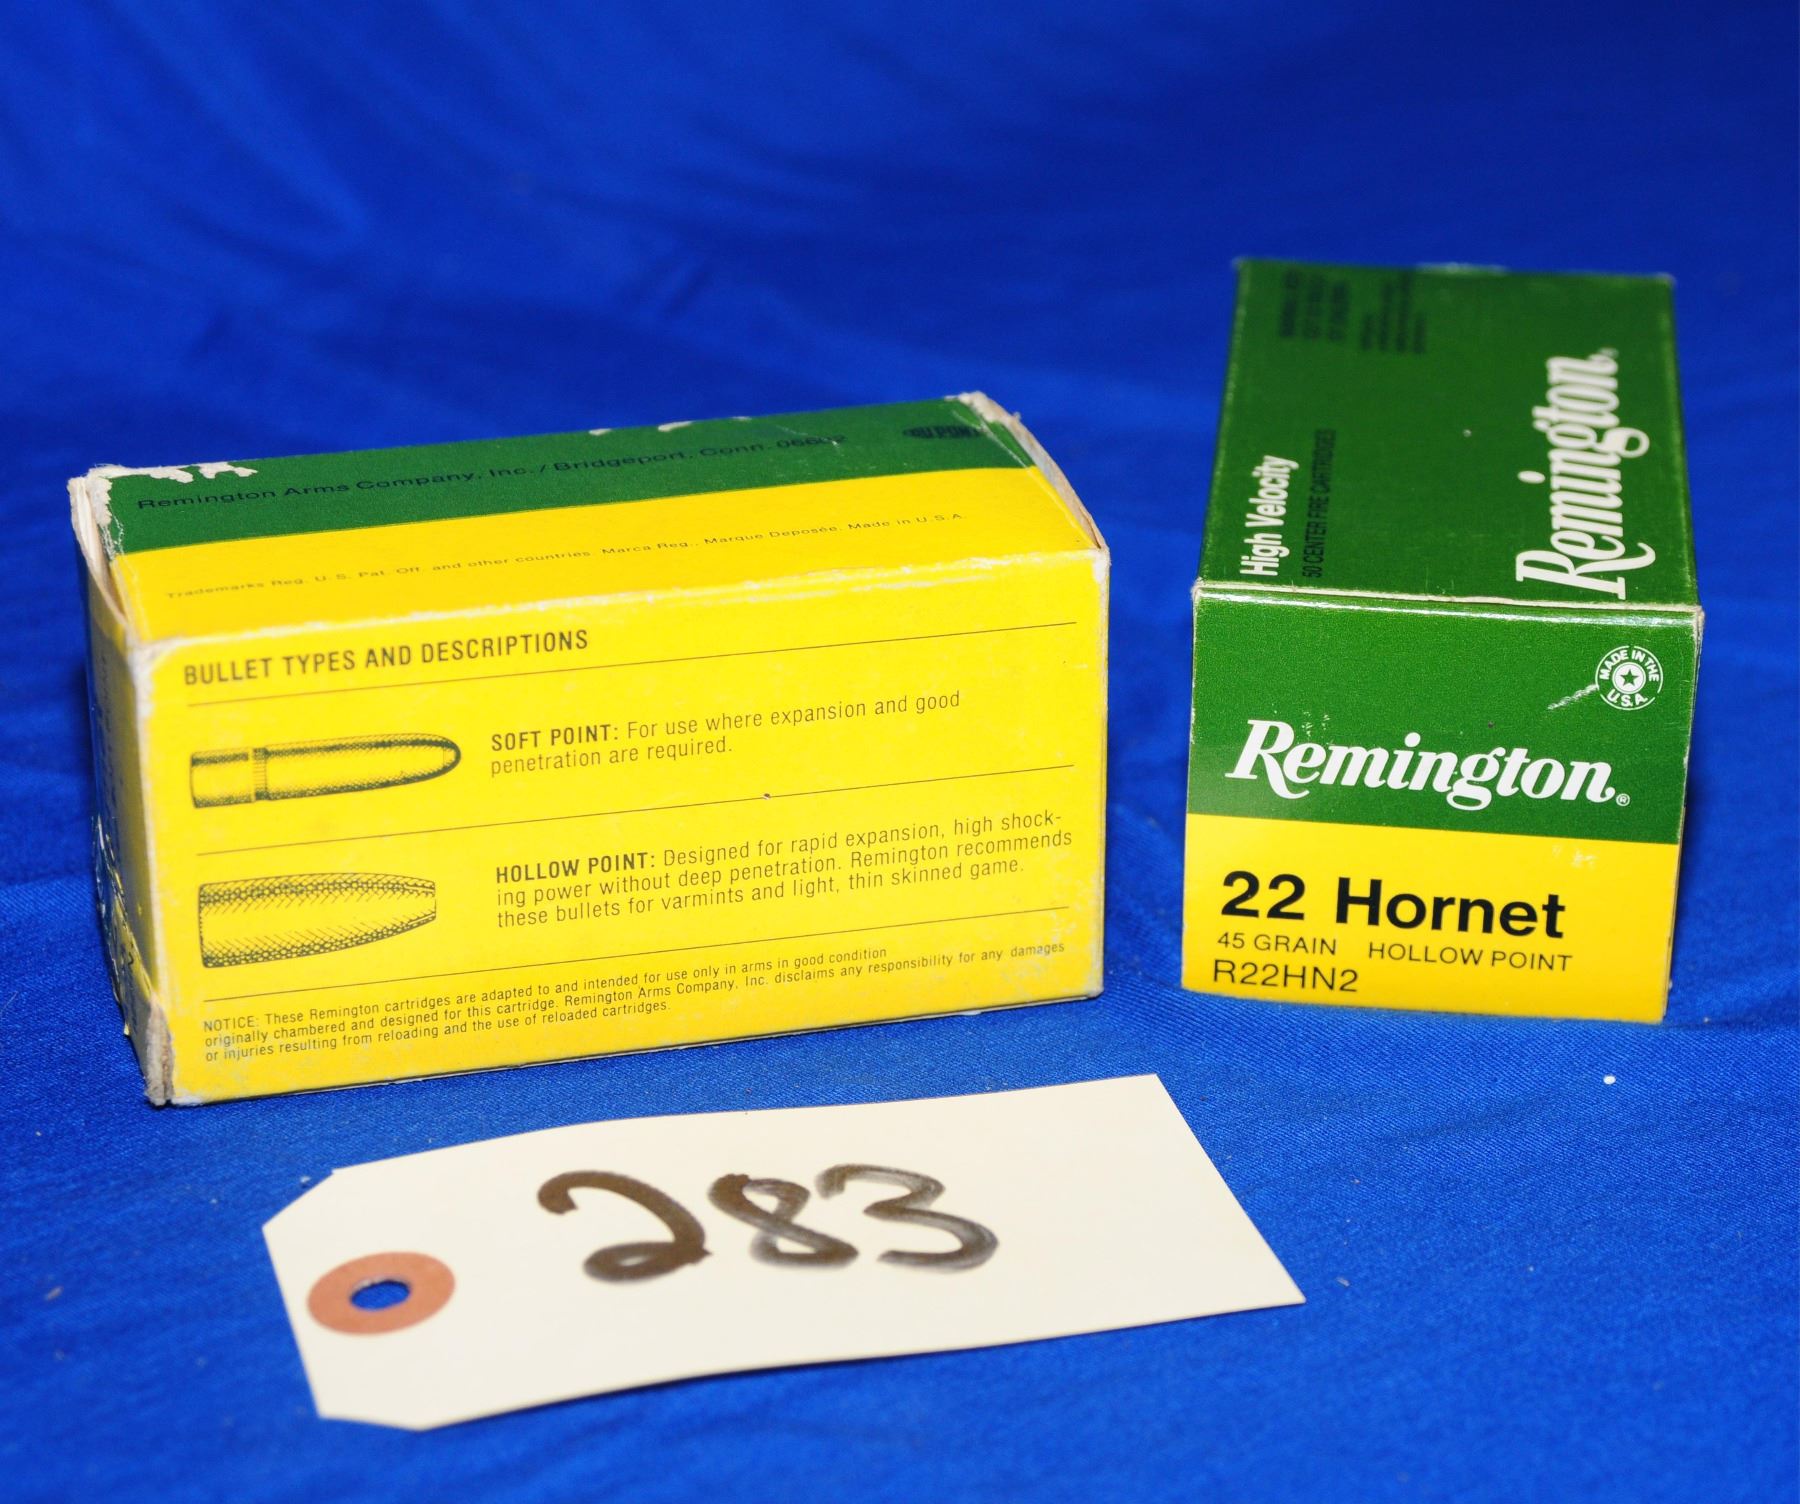 Remington Arms Company, Inc. / Bridgeport, Conn. 06602
DU PONT
Trademarks Reg. U.S. Pat. Off. and other countries. Marca Reg., Marque Deposée. Made in U.S.A.
BULLET TYPES AND DESCRIPTIONS
SOFT POINT: For use where expansion and good
penetration are required.
HOLLOW POINT: Designed for rapid expansion, high shock-
ing power without deep penetration. Remington recommends
these bullets for varmints and light, thin skinned game.
NOTICE: These Remington cartridges are adapted to and intended for use only in arms in good condition
originally chambered and designed for this cartridge. Remington Arms Company, Inc. disclaims any responsibility for any damages
or injuries resulting from reloading and the use of reloaded cartridges.
High Velocity
50 CENTER FIRE CARTRIDGES
Remington®
MADE IN THE
U.S.A.
Remington®
22 Hornet
45 GRAIN HOLLOW POINT
R22HN2
283